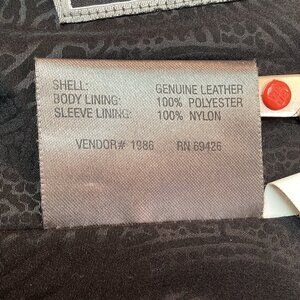 SHELL: GENUINE LEATHER
BODY LINING: 100% POLYESTER
SLEEVE LINING: 100% NYLON
VENDOR# 1986 RN 69426